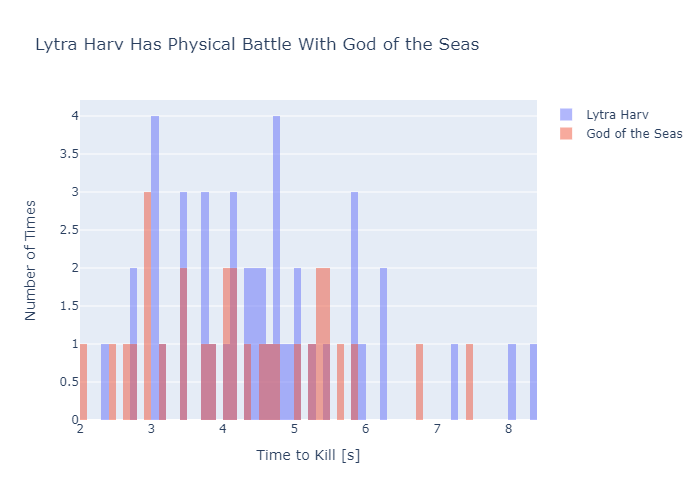 Lytra Harv Has Physical Battle With God of the Seas
Lytra Harv
God of the Seas
Number of Times
4
3.5
3
2.5
2
1.5
1
0.5
0
2 3 4 5 6 7 8
Time to Kill [s]